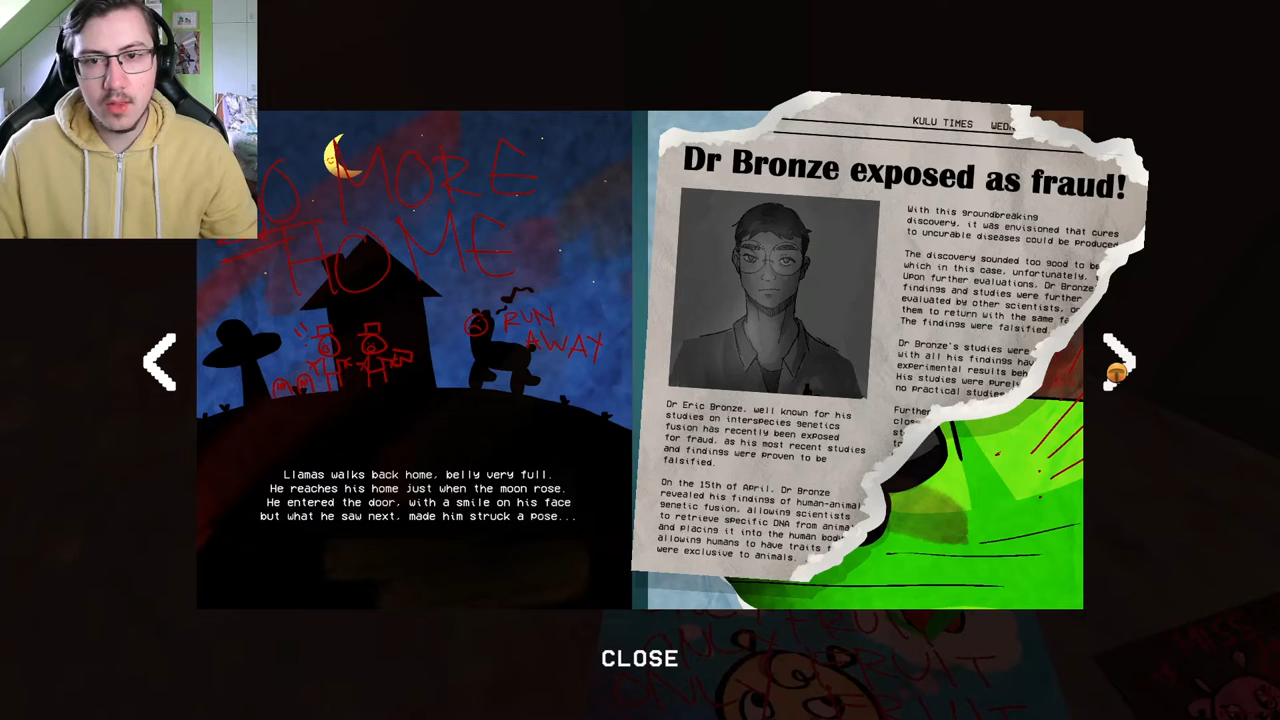 O MORE
HOME
RUN
AWAY
Llamas walks back home, belly very full.
He reaches his home just when the moon rose.
He entered the door, with a smile on his face
but what he saw next, made him struck a pose...
KULU TIMES
Dr Bronze exposed as fraud!
Dr Eric Bronze, well known for his
studies on interspecies genetics
fusion has recently been exposed
for fraud, as his most recent studies
and findings were proven to be
falsified.
On the 15th of April, Dr Bronze
revealed his findings of human-animal
genetic fusion, allowing scientists
to retrieve specific DNA from anima
and placing it into the human body
allowing humans to have traits
were exclusive to animals.
With this groundbreaking
discovery, it was envisioned that cures
to uncurable diseases could be produced
The discovery sounded too good to be
which in this case, unfortunately,
Upon further evaluations, Dr Bronze
findings and studies were further
evaluated by other scientists,
them to return with the same
The findings were falsified.
Dr Bronze's studies were
with all his findings
experimental results
His studies were purely
no practical studies
Further
CLOSE
FRUIT
FRUIT
ONLY FRUIT